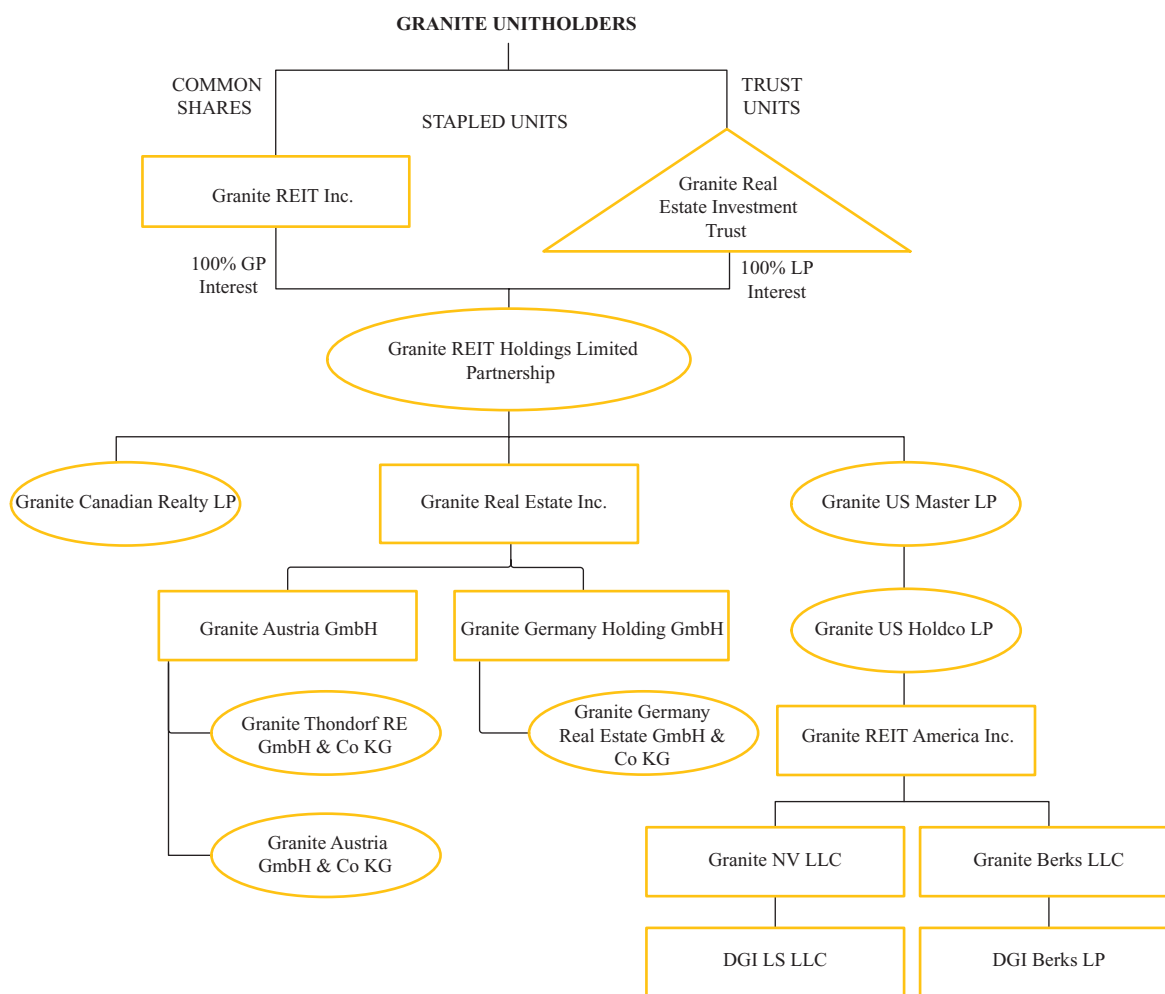 GRANITE UNITHOLDERS
COMMON
SHARES
STAPLED UNITS
TRUST
UNITS
Granite REIT Inc.
Granite Real
Estate Investment
Trust
100% GP
Interest
100% LP
Interest
Granite REIT Holdings Limited
Partnership
Granite Canadian Realty LP
Granite Real Estate Inc.
Granite US Master LP
Granite Austria GmbH
Granite Germany Holding GmbH
Granite US Holdco LP
Granite Thondorf RE
GmbH & Co KG
Granite Germany
Real Estate GmbH &
Co KG
Granite REIT America Inc.
Granite Austria
GmbH & Co KG
Granite NV LLC
Granite Berks LLC
DGI LS LLC
DGI Berks LP